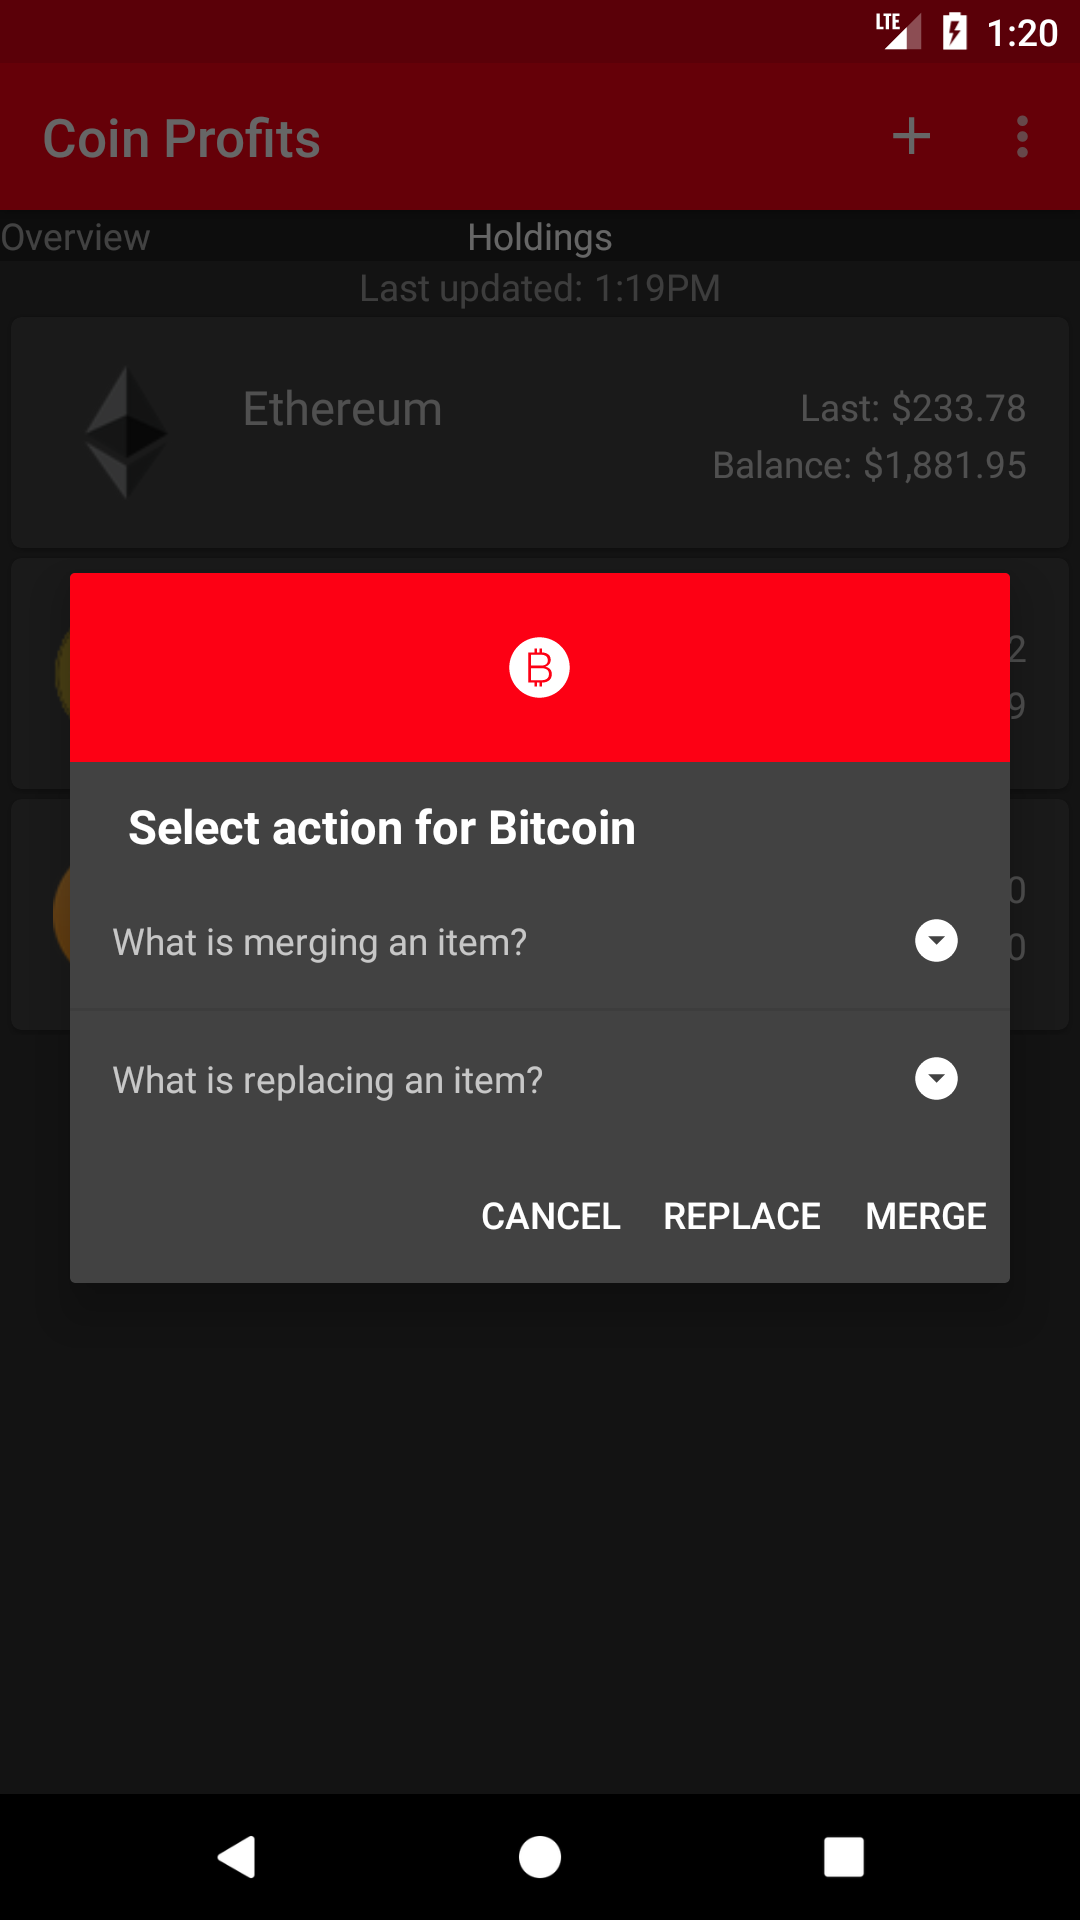 LTE 1:20
Coin Profits
Overview Holdings
Last updated: 1:19PM
Ethereum Last: $233.78
Balance: $1,881.95
2
9
Select action for Bitcoin
0
What is merging an item?
0
What is replacing an item?
CANCEL REPLACE MERGE